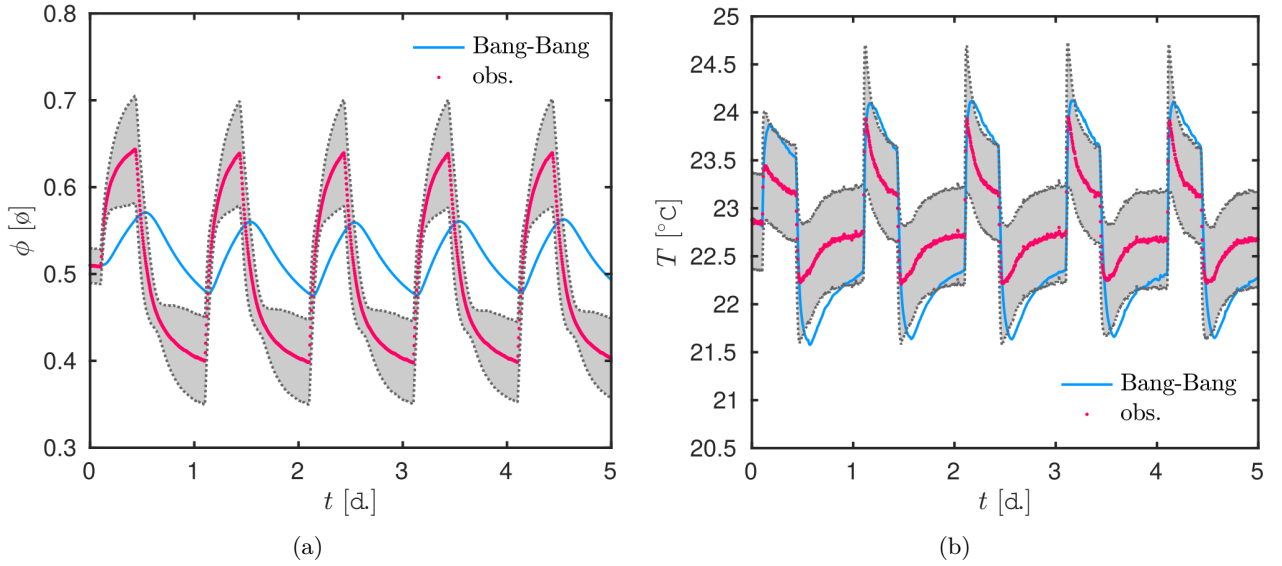 0.8
0.7
0.6
0.5
0.4
0.3
ϕ [ø]
0 1 2 3 4 5
t [d.]
Bang-Bang
obs.
(a)
25
24.5
24
23.5
23
22.5
22
21.5
21
20.5
T [°C]
0 1 2 3 4 5
t [d.]
Bang-Bang
obs.
(b)